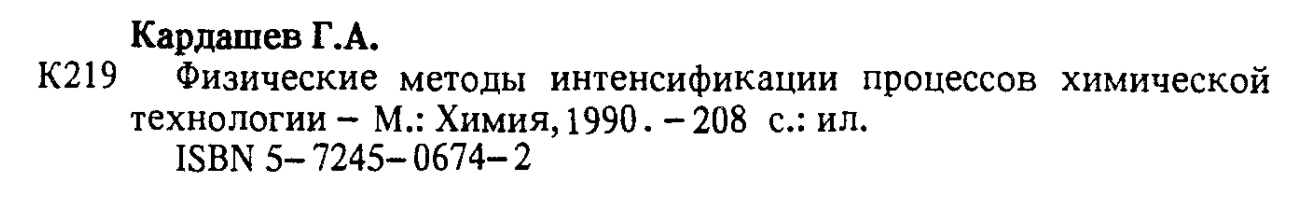 Кардашев Г.А.
К219 Физические методы интенсификации процессов химической
технологии – М.: Химия, 1990. – 208 с.: ил.
ISBN 5–7245–0674–2